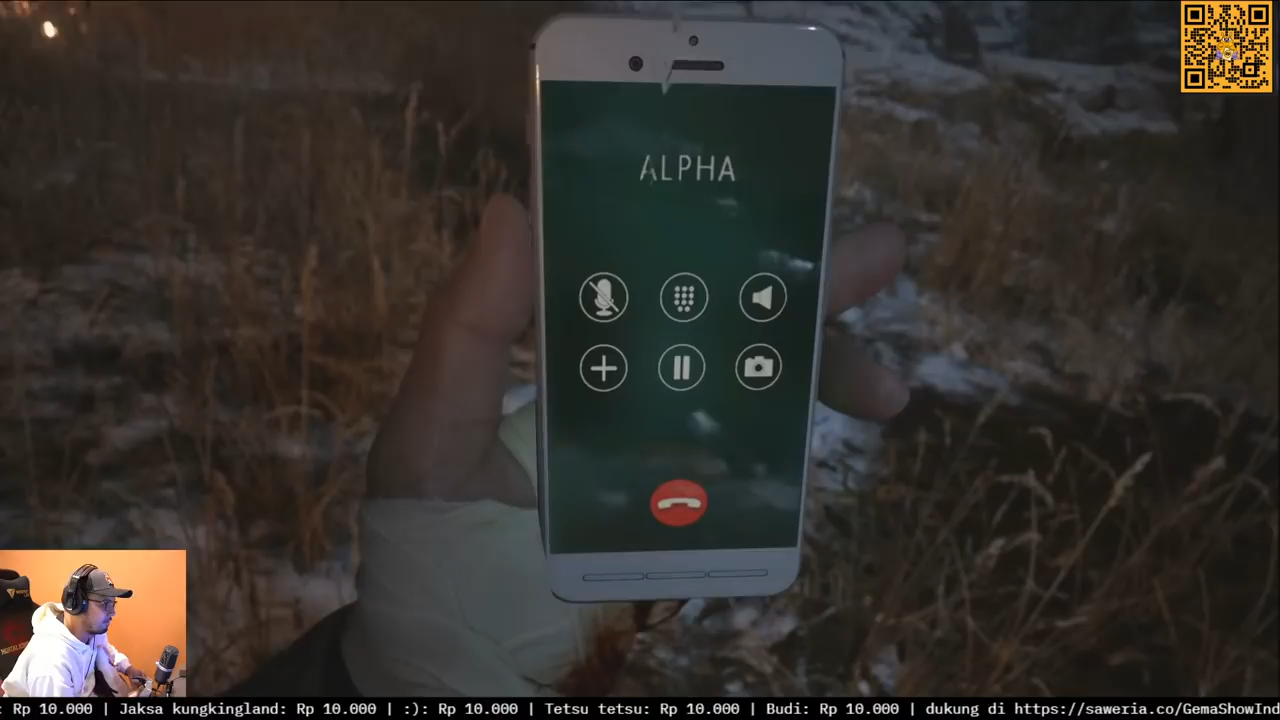 ALPHA
: Rp 10.000 | Jaksa kungkingland: Rp 10.000 | :): Rp 10.000 | Tetsu tetsu: Rp 10.000 | Budi: Rp 10.000 | dukung di https://saweria.co/GemaShowInd